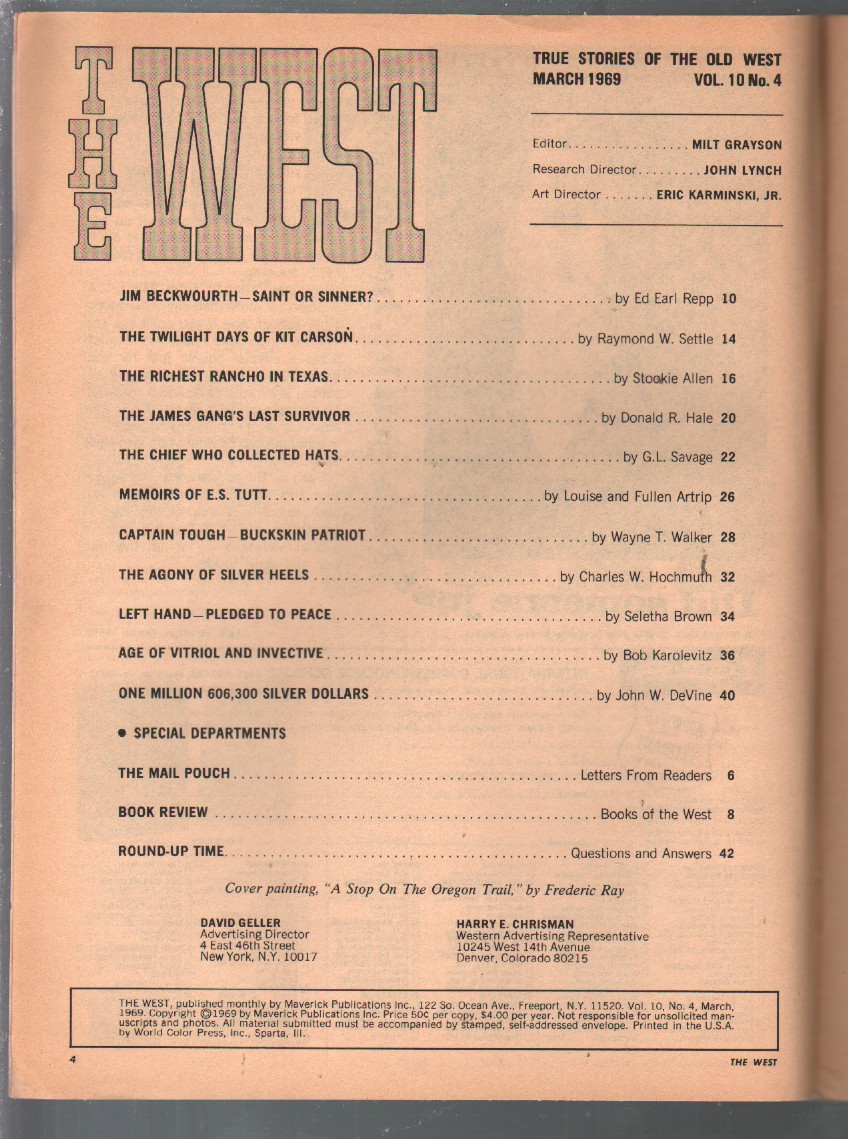 THE WEST
TRUE STORIES OF THE OLD WEST
MARCH 1969 VOL. 10 No. 4
Editor................. MILT GRAYSON
Research Director......... JOHN LYNCH
Art Director ....... ERIC KARMINSKI, JR.
JIM BECKWOURTH—SAINT OR SINNER?.............................. by Ed Earl Repp 10
THE TWILIGHT DAYS OF KIT CARSON............................ by Raymond W. Settle 14
THE RICHEST RANCHO IN TEXAS.................................... by Stookie Allen 16
THE JAMES GANG'S LAST SURVIVOR ............................... by Donald R. Hale 20
THE CHIEF WHO COLLECTED HATS.................................... by G.L. Savage 22
MEMOIRS OF E.S. TUTT................................... by Louise and Fullen Artrip 26
CAPTAIN TOUGH—BUCKSKIN PATRIOT............................ by Wayne T. Walker 28
THE AGONY OF SILVER HEELS ............................... by Charles W. Hochmuth 32
LEFT HAND—PLEDGED TO PEACE .................................. by Seletha Brown 34
AGE OF VITRIOL AND INVECTIVE................................... by Bob Karolevitz 36
ONE MILLION 606,300 SILVER DOLLARS ............................ by John W. DeVine 40
● SPECIAL DEPARTMENTS
THE MAIL POUCH............................................ Letters From Readers 6
BOOK REVIEW ................................................. Books of the West 8
ROUND-UP TIME............................................ Questions and Answers 42
Cover painting, "A Stop On The Oregon Trail," by Frederic Ray
DAVID GELLER
Advertising Director
4 East 46th Street
New York, N.Y. 10017
HARRY E. CHRISMAN
Western Advertising Representative
10245 West 14th Avenue
Denver, Colorado 80215
THE WEST, published monthly by Maverick Publications Inc., 122 So. Ocean Ave., Freeport, N.Y. 11520. Vol. 10, No. 4, March,
1969. Copyright ©1969 by Maverick Publications Inc. Price 50¢ per copy, $4.00 per year. Not responsible for unsolicited man-
uscripts and photos. All material submitted must be accompanied by stamped, self-addressed envelope. Printed in the U.S.A.
by World Color Press, Inc., Sparta, Ill.
4 THE WEST